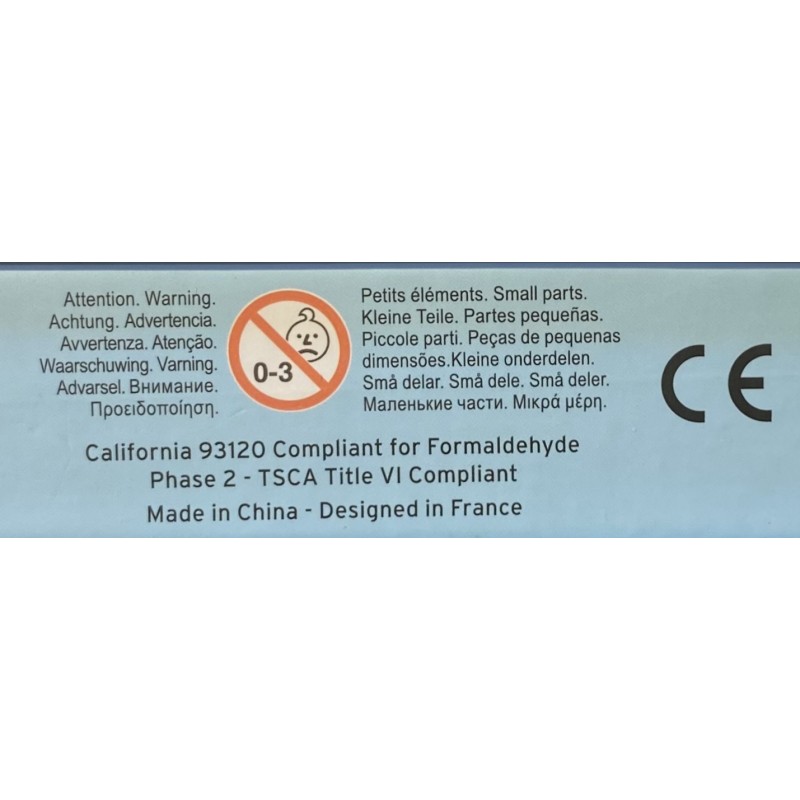 Attention. Warning.
Achtung. Advertencia.
Avvertenza. Atenção.
Waarschuwing. Varning.
Advarsel. Внимание.
Προειδοποίηση.
0-3
Petits éléments. Small parts.
Kleine Teile. Partes pequeñas.
Piccole parti. Peças de pequenas
dimensões.Kleine onderdelen.
Små delar. Små dele. Små deler.
Маленькие части. Μικρά μέρη.
CE
California 93120 Compliant for Formaldehyde
Phase 2 - TSCA Title VI Compliant
Made in China - Designed in France